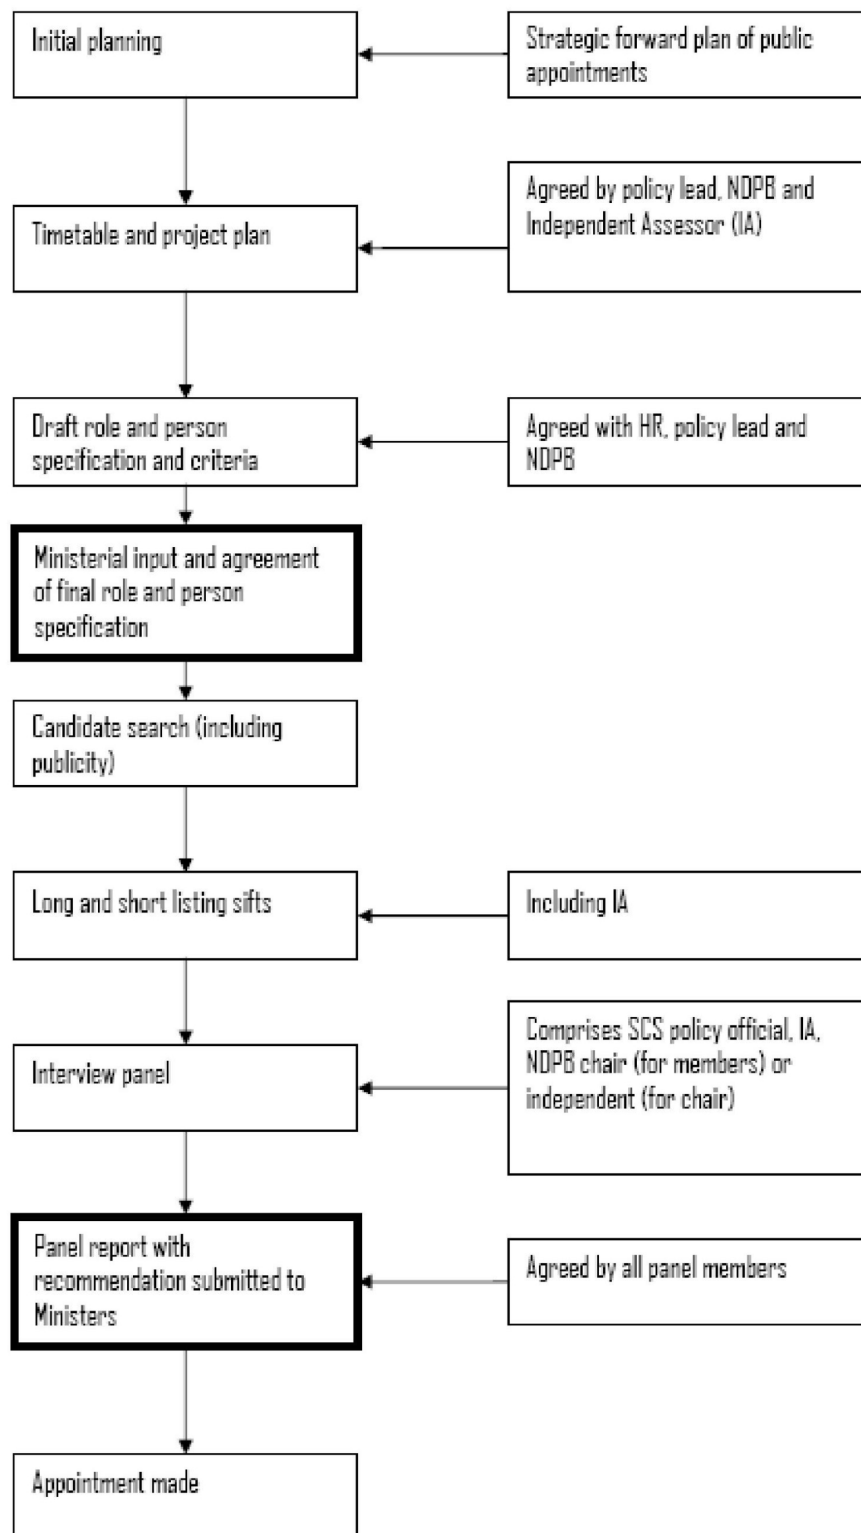 Initial planning
Strategic forward plan of public
appointments
Timetable and project plan
Agreed by policy lead, NDPB and
Independent Assessor (IA)
Draft role and person
specification and criteria
Agreed with HR, policy lead and
NDPB
Ministerial input and agreement
of final role and person
specification
Candidate search (including
publicity)
Long and short listing sifts
Including IA
Interview panel
Comprises SCS policy official, IA,
NDPB chair (for members) or
independent (for chair)
Panel report with
recommendation submitted to
Ministers
Agreed by all panel members
Appointment made